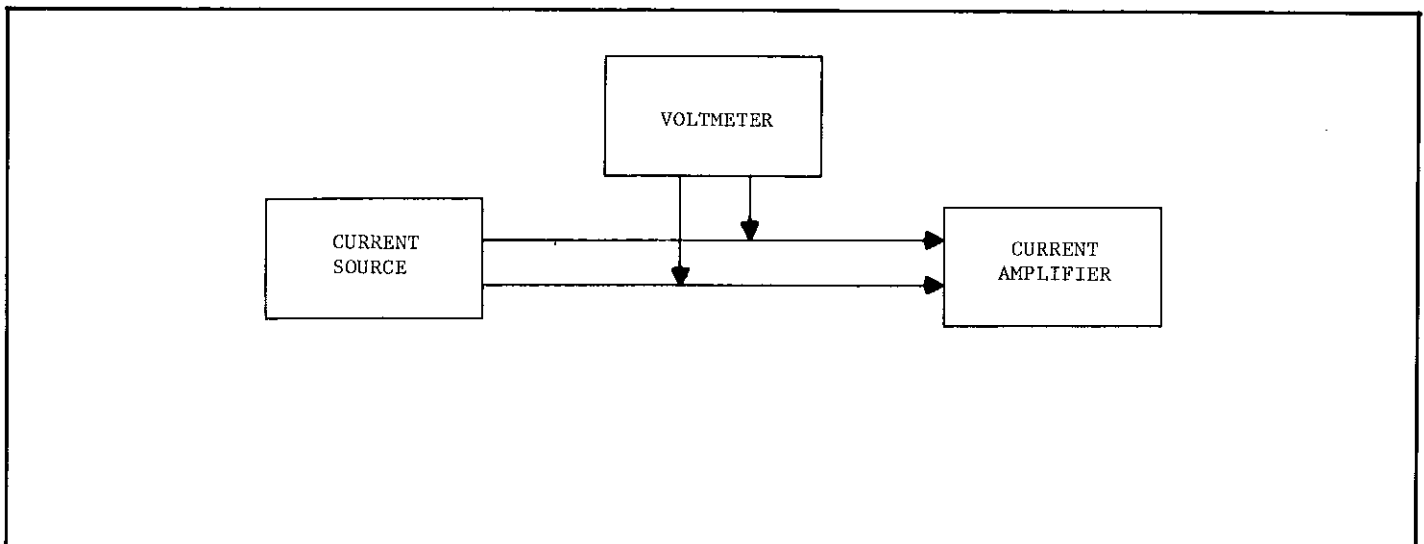 VOLTMETER
CURRENT
SOURCE
CURRENT
AMPLIFIER